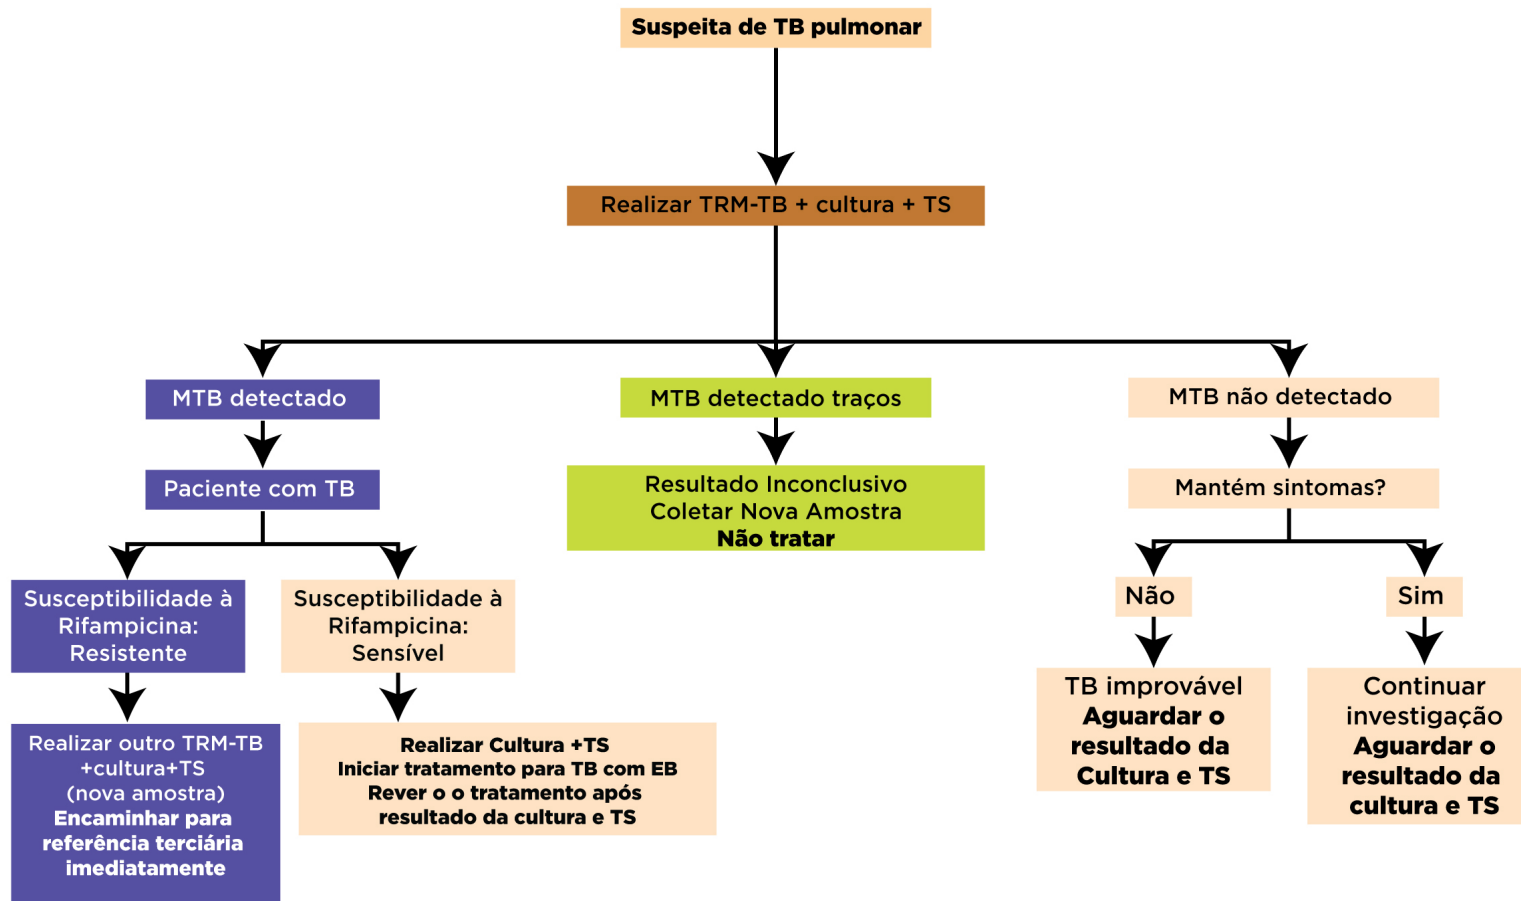 Suspeita de TB pulmonar
Realizar TRM-TB + cultura + TS
MTB detectado
MTB detectado traços
MTB não detectado
Paciente com TB
Resultado Inconclusivo
Coletar Nova Amostra
Não tratar
Mantém sintomas?
Susceptibilidade à
Rifampicina:
Resistente
Susceptibilidade à
Rifampicina:
Sensível
Não
Sim
Realizar outro TRM-TB
+cultura+TS
(nova amostra)
Encaminhar para
referência terciária
imediatamente
Realizar Cultura +TS
Iniciar tratamento para TB com EB
Rever o o tratamento após
resultado da cultura e TS
TB improvável
Aguardar o
resultado da
Cultura e TS
Continuar
investigação
Aguardar o
resultado da
cultura e TS